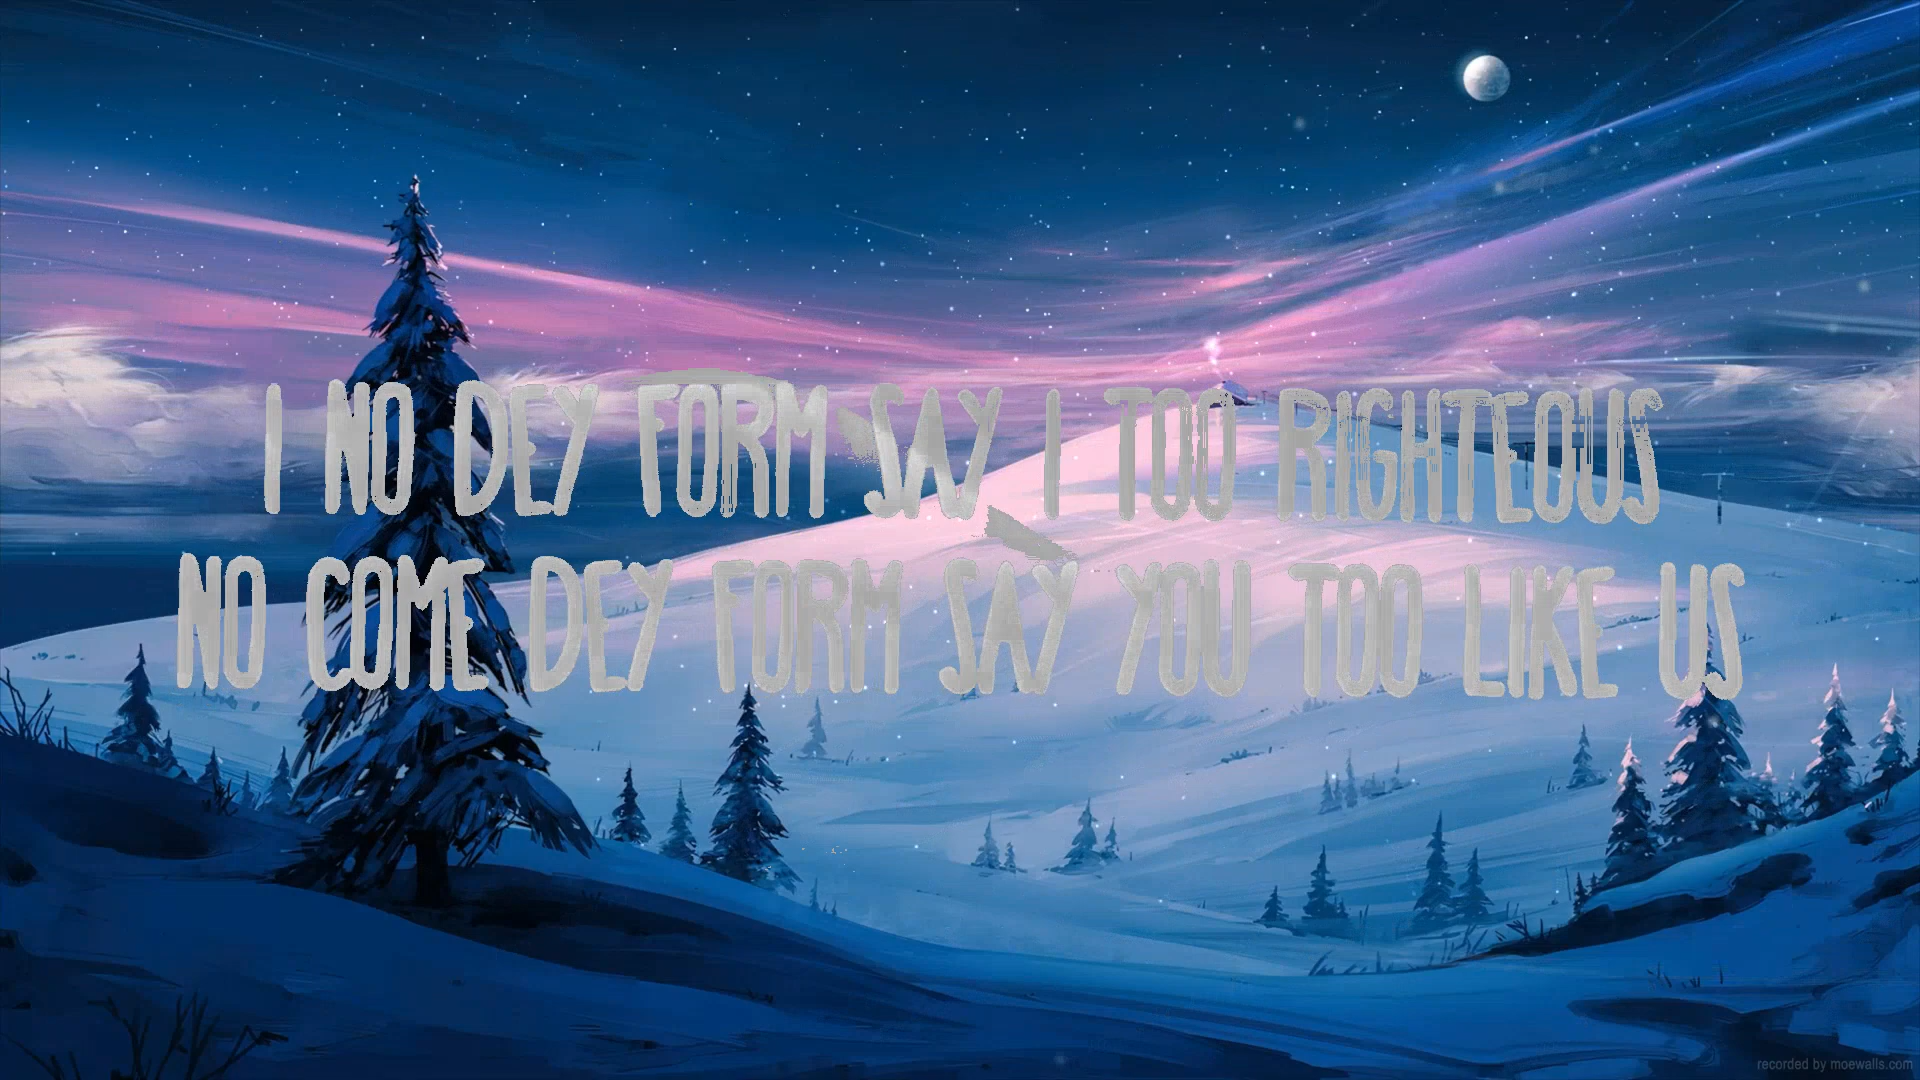 I NO DEY FORM SAY I TOO RIGHTEOUS
NO COME DEY FORM SAY YOU TOO LIKE US
recorded by moewalls.com